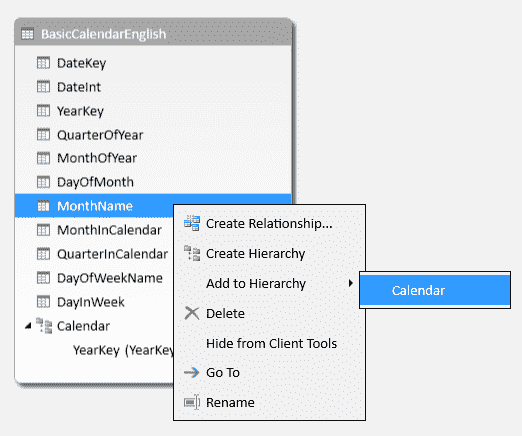 BasicCalendarEnglish
DateKey
DateInt
YearKey
QuarterOfYear
MonthOfYear
DayOfMonth
MonthName
MonthInCalendar
QuarterInCalendar
DayOfWeekName
DayInWeek
Calendar
YearKey (YearKey
Create Relationship...
Create Hierarchy
Add to Hierarchy
Calendar
Delete
Hide from Client Tools
Go To
Rename